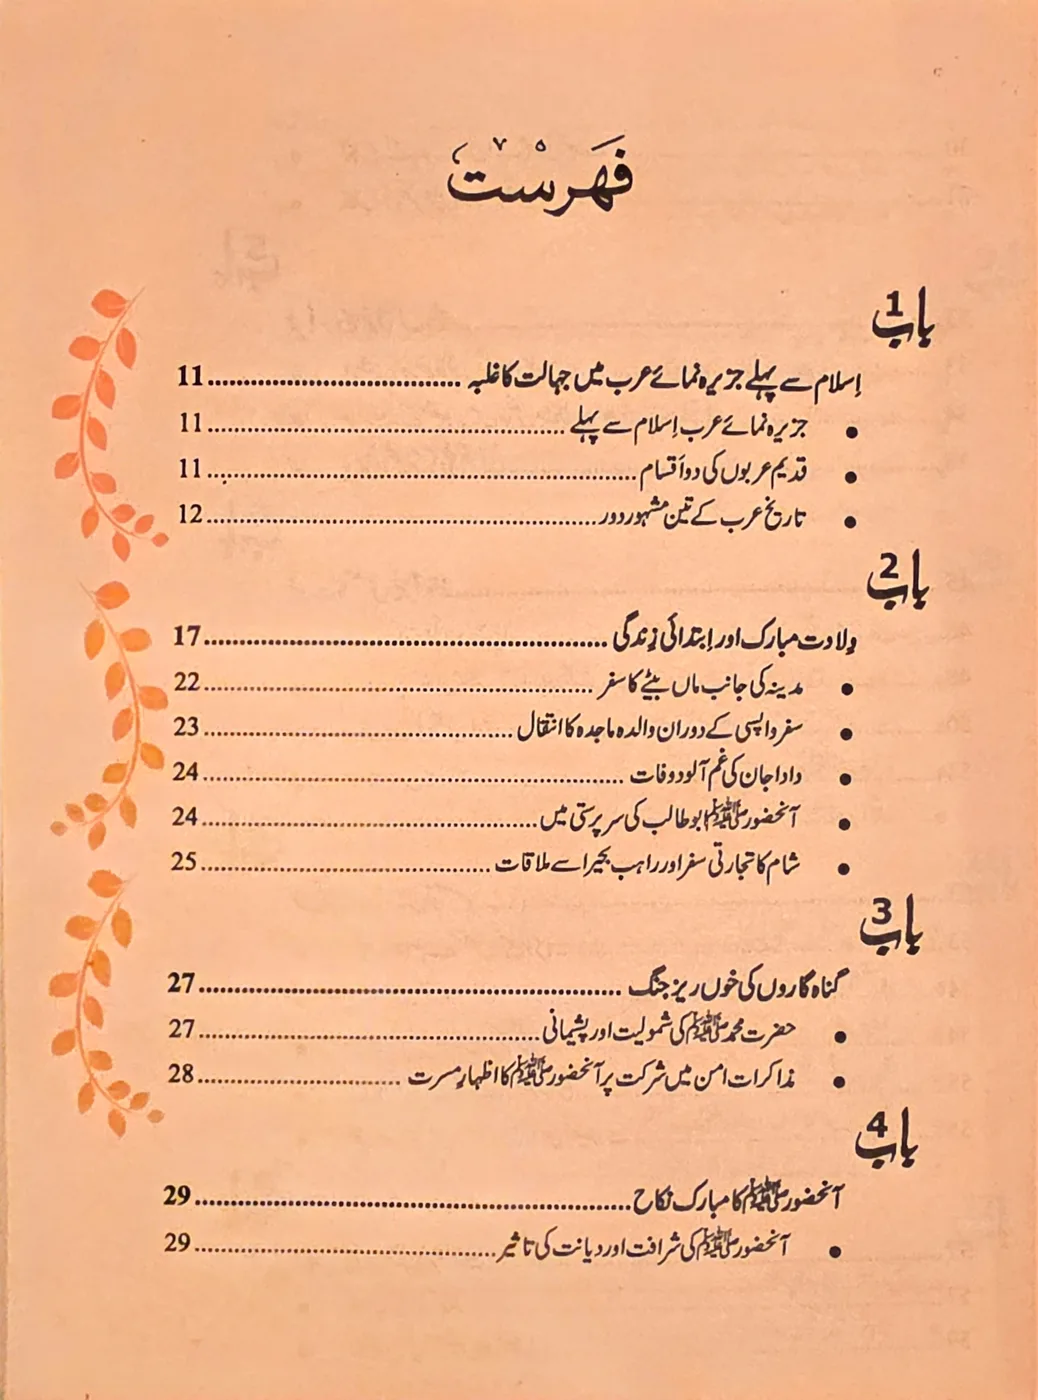 فَہرِسْت
باب 1
اِسلام سے پہلے جزیرہ نمائے عرب میں جہالت کا غلبہ ........ 11
• جزیرہ نمائے عرب اِسلام سے پہلے ........ 11
• قدیم عربوں کی دو اَقسام ........ 11
• تاریخ عرب کے تین مشہور دور ........ 12
باب 2
وِلادت مبارک اور اِبتدائی زِندگی ........ 17
• مدینہ کی جانب ماں بیٹے کا سفر ........ 22
• سفر واپسی کے دوران والدہ ماجدہ کا انتقال ........ 23
• دادا جان کی غم آلود وفات ........ 24
• آنحضور ﷺ ابو طالب کی سرپرستی میں ........ 24
• شام کا تجارتی سفر اور راہب بحیرا سے ملاقات ........ 25
باب 3
گناہ گاروں کی خوں ریز جنگ ........ 27
• حضرت محمد ﷺ کی شمولیت اور پشیمانی ........ 27
• مذاکرات امن میں شرکت پر آنحضور ﷺ کا اظہارِ مسرت ........ 28
باب 4
آنحضور ﷺ کا مبارک نکاح ........ 29
• آنحضور ﷺ کی شرافت اور دیانت کی تاثیر ........ 29